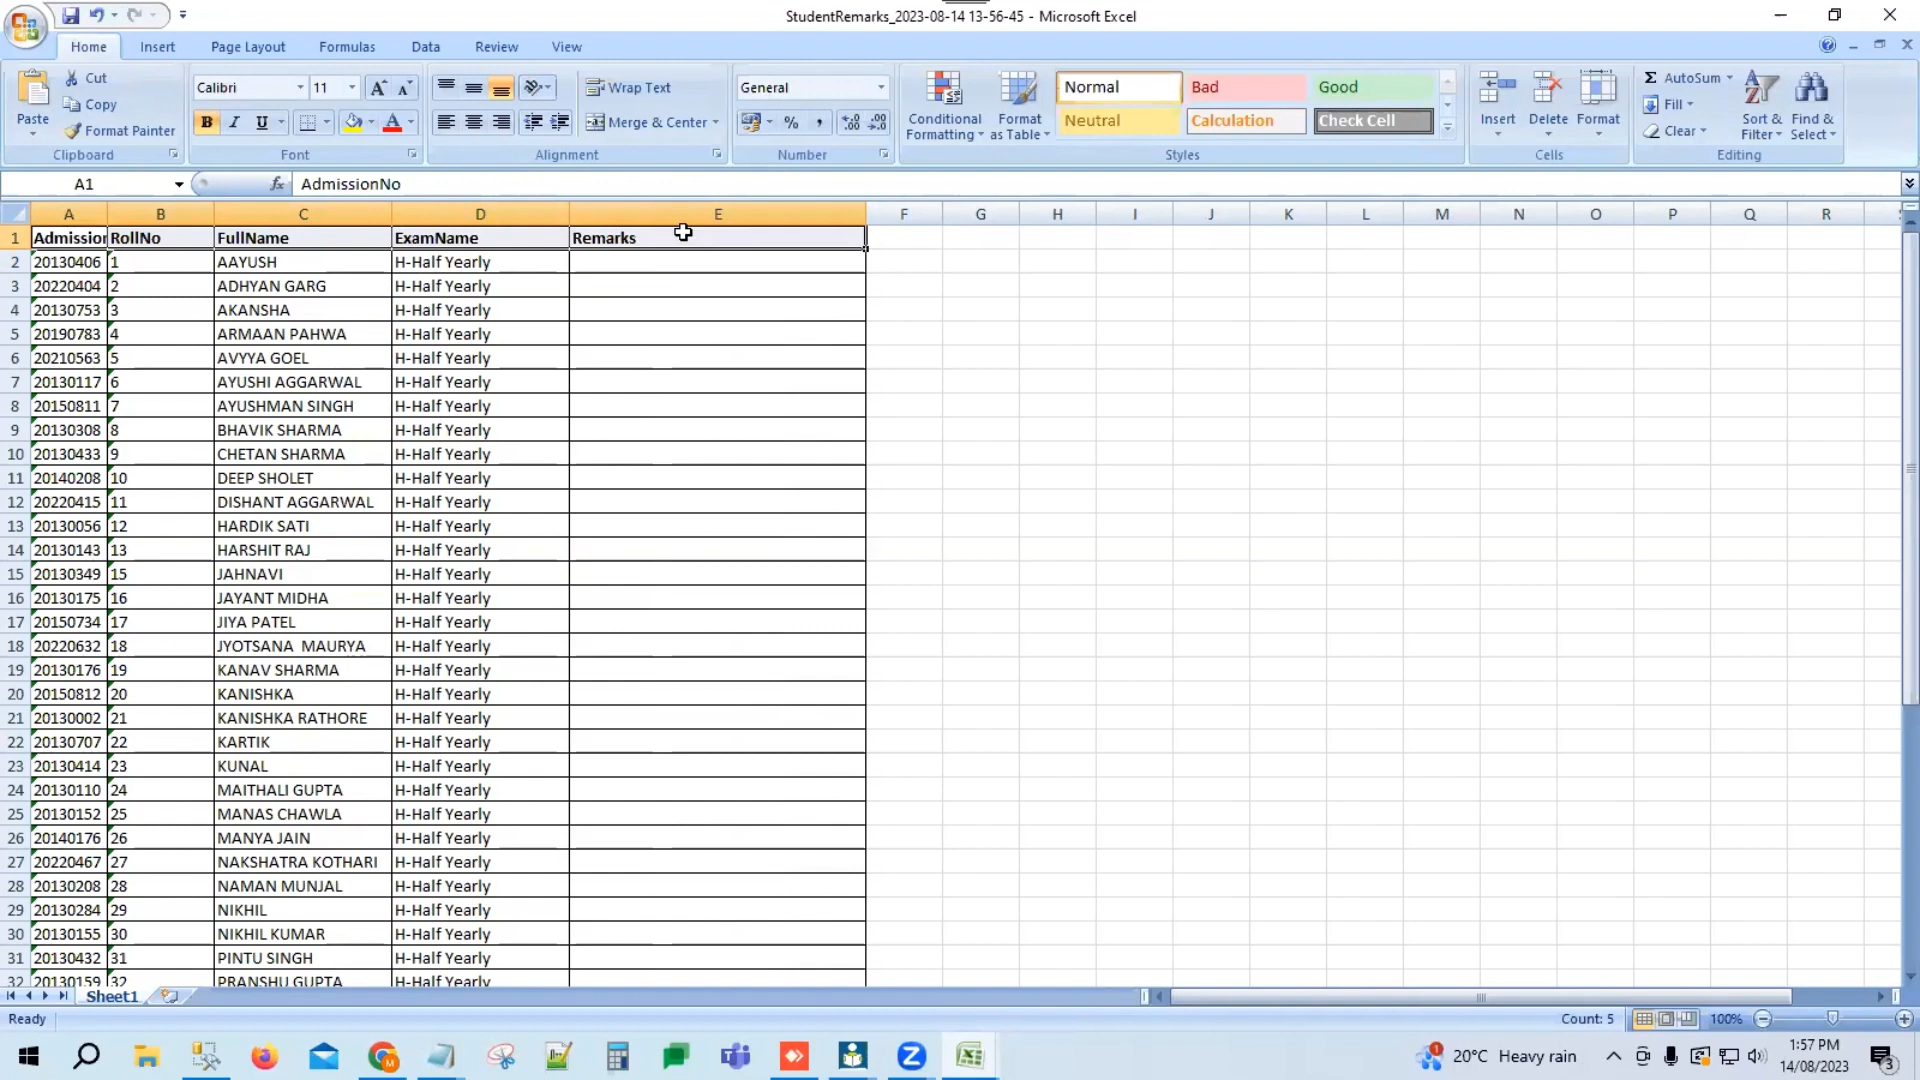 StudentRemarks_2023-08-14 13-56-45 - Microsoft Excel
Home Insert Page Layout Formulas Data Review View
Paste Cut Copy Format Painter Clipboard
Calibri 11 A A B I U A Font
Wrap Text Merge & Center Alignment
General % , Number
Conditional Formatting Format as Table Normal Bad Good Neutral Calculation Check Cell Styles
Insert Delete Format Cells
Σ AutoSum Fill Clear Sort & Filter Find & Select Editing
A1 fx AdmissionNo
A B C D E F G H I J K L M N O P Q R
1 Admission RollNo FullName ExamName Remarks
2 20130406 1 AAYUSH H-Half Yearly
3 20220404 2 ADHYAN GARG H-Half Yearly
4 20130753 3 AKANSHA H-Half Yearly
5 20190783 4 ARMAAN PAHWA H-Half Yearly
6 20210563 5 AVYYA GOEL H-Half Yearly
7 20130117 6 AYUSHI AGGARWAL H-Half Yearly
8 20150811 7 AYUSHMAN SINGH H-Half Yearly
9 20130308 8 BHAVIK SHARMA H-Half Yearly
10 20130433 9 CHETAN SHARMA H-Half Yearly
11 20140208 10 DEEP SHOLET H-Half Yearly
12 20220415 11 DISHANT AGGARWAL H-Half Yearly
13 20130056 12 HARDIK SATI H-Half Yearly
14 20130143 13 HARSHIT RAJ H-Half Yearly
15 20130349 15 JAHNAVI H-Half Yearly
16 20130175 16 JAYANT MIDHA H-Half Yearly
17 20150734 17 JIYA PATEL H-Half Yearly
18 20220632 18 JYOTSANA MAURYA H-Half Yearly
19 20130176 19 KANAV SHARMA H-Half Yearly
20 20150812 20 KANISHKA H-Half Yearly
21 20130002 21 KANISHKA RATHORE H-Half Yearly
22 20130707 22 KARTIK H-Half Yearly
23 20130414 23 KUNAL H-Half Yearly
24 20130110 24 MAITHALI GUPTA H-Half Yearly
25 20130152 25 MANAS CHAWLA H-Half Yearly
26 20140176 26 MANYA JAIN H-Half Yearly
27 20220467 27 NAKSHATRA KOTHARI H-Half Yearly
28 20130208 28 NAMAN MUNJAL H-Half Yearly
29 20130284 29 NIKHIL H-Half Yearly
30 20130155 30 NIKHIL KUMAR H-Half Yearly
31 20130432 31 PINTU SINGH H-Half Yearly
32 20130159 32 PRANSHU GUPTA H-Half Yearly
Sheet1
Ready Count: 5 100%
20°C Heavy rain 1:57 PM
14/08/2023 3